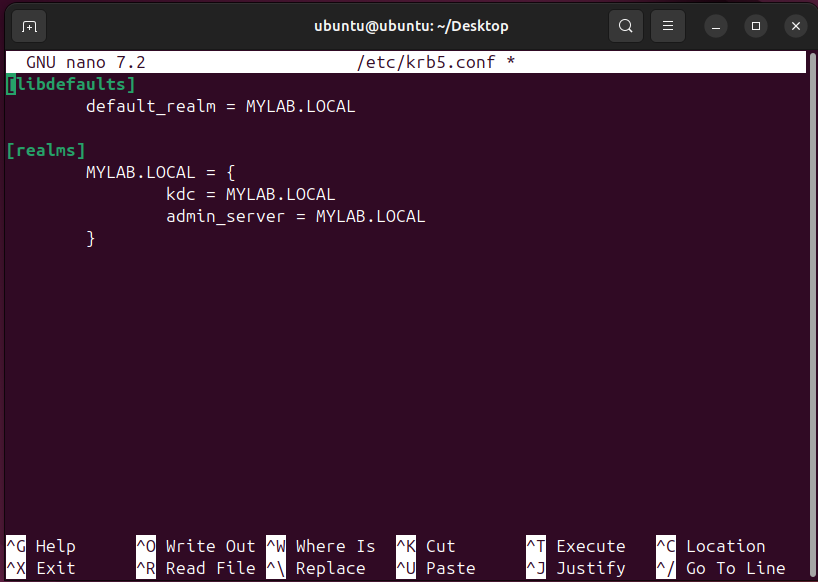 ubuntu@ubuntu: ~/Desktop
GNU nano 7.2 /etc/krb5.conf *
[libdefaults]
default_realm = MYLAB.LOCAL
[realms]
MYLAB.LOCAL = {
kdc = MYLAB.LOCAL
admin_server = MYLAB.LOCAL
}
^G Help ^O Write Out ^W Where Is ^K Cut ^T Execute ^C Location
^X Exit ^R Read File ^\ Replace ^U Paste ^J Justify ^/ Go To Line